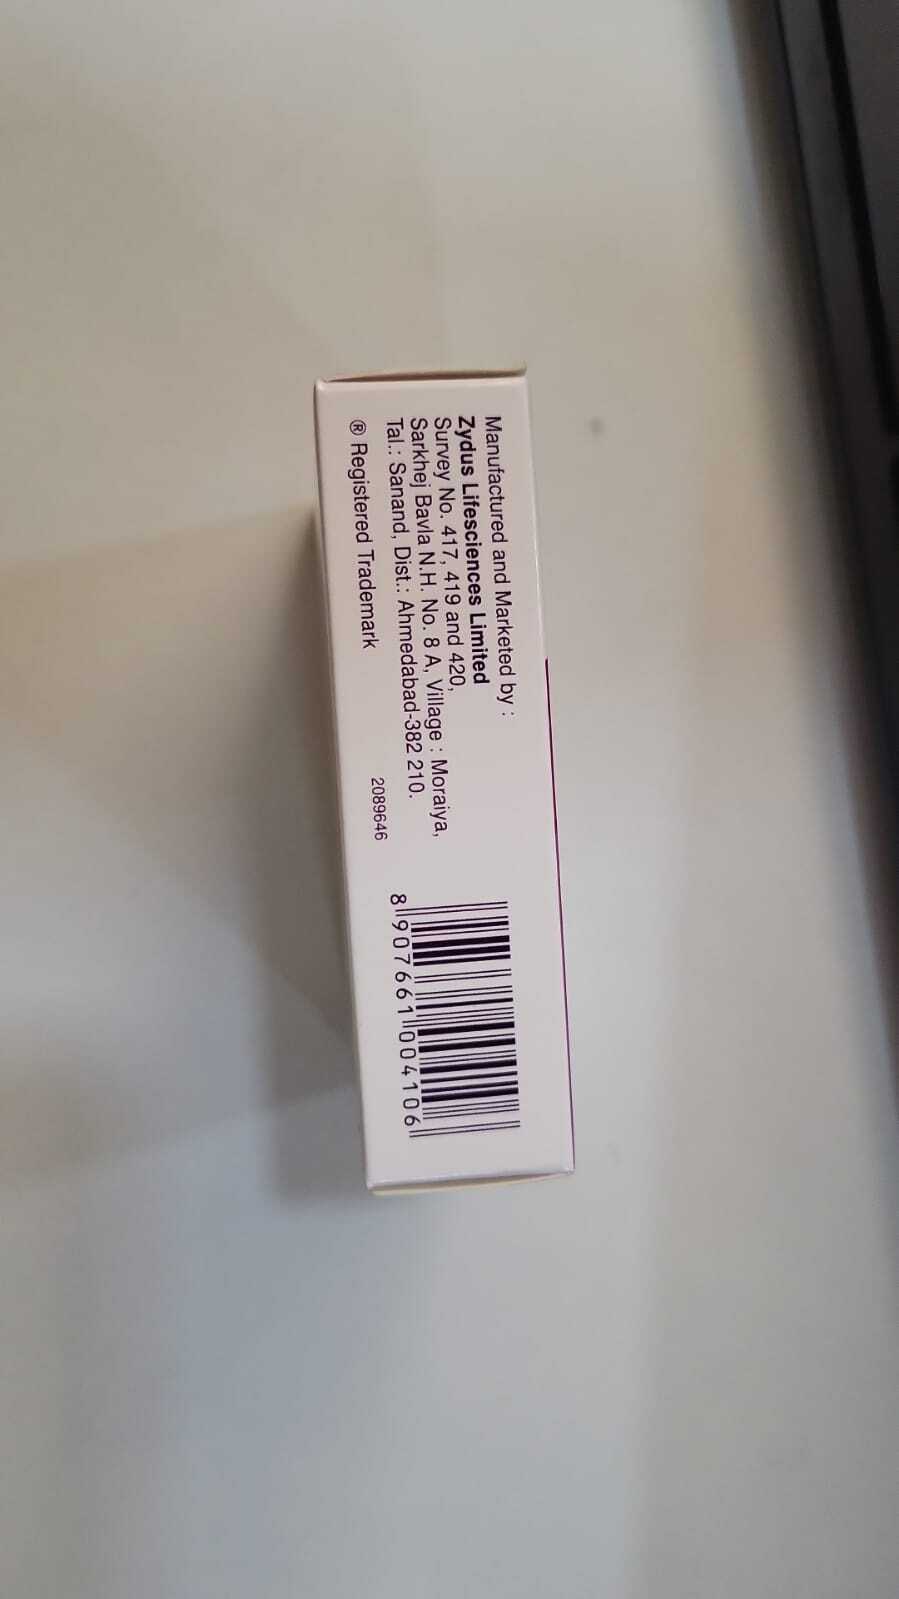 Manufactured and Marketed by :
Zydus Lifesciences Limited
Survey No. 417, 419 and 420,
Sarkhej Bavla N.H. No. 8 A, Village : Moraiya,
Tal.: Sanand, Dist.: Ahmedabad-382 210.
® Registered Trademark
2089646
8 907661 004106